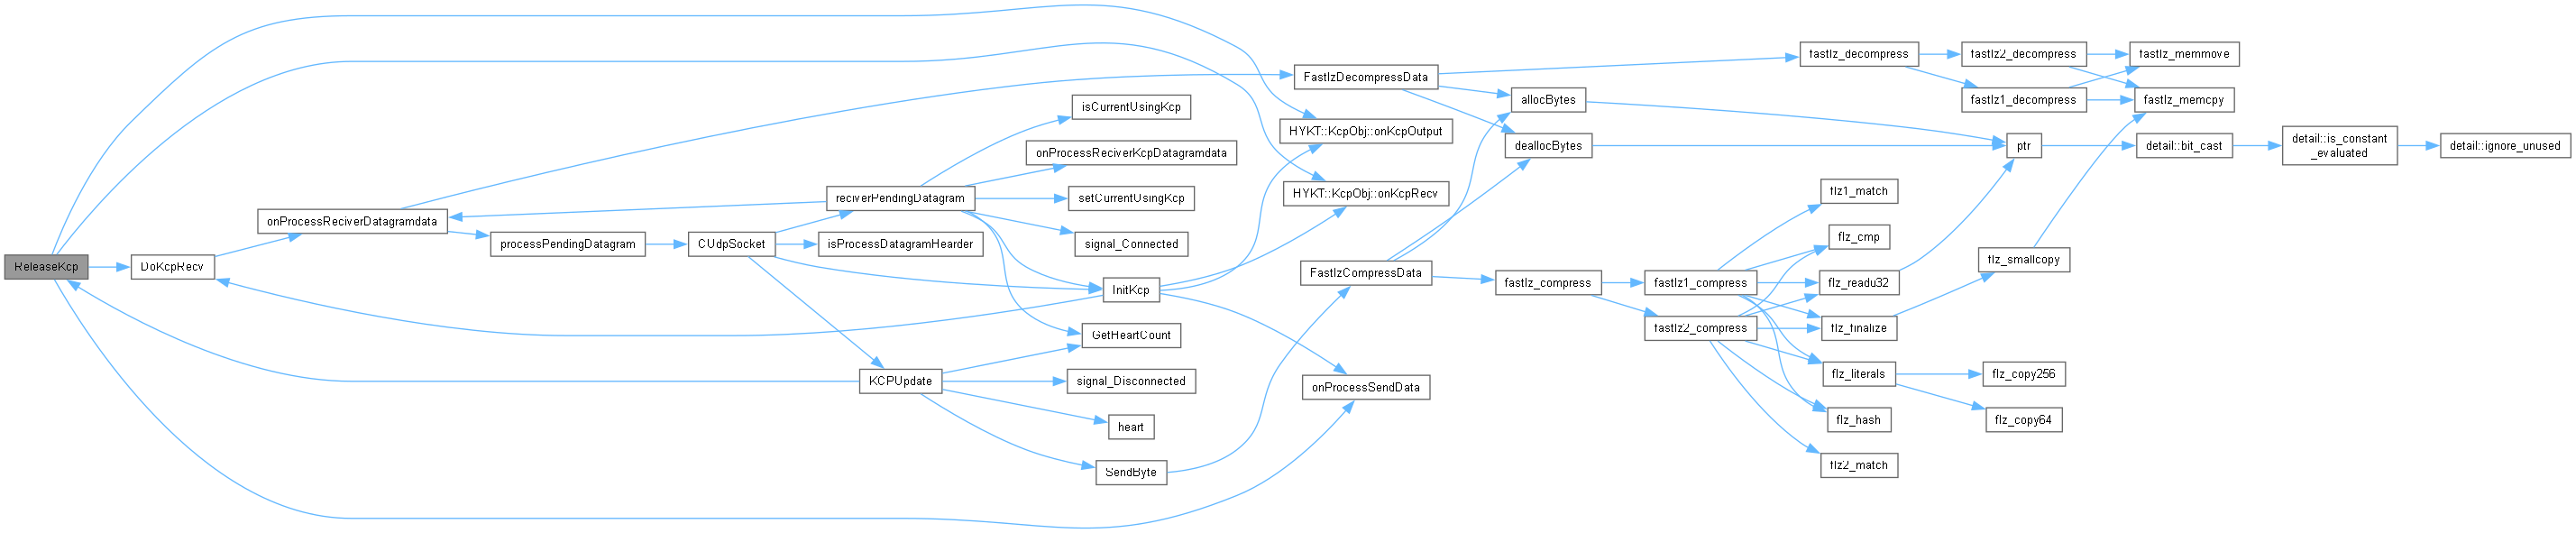 ReleaseKcp
DoKcpRecv
onProcessReciverDatagramdata
processPendingDatagram
CUdpSocket
reciverPendingDatagram
isProcessDatagramHearder
KCPUpdate
isCurrentUsingKcp
onProcessReciverKcpDatagramdata
setCurrentUsingKcp
signal_Connected
InitKcp
GetHeartCount
signal_Disconnected
heart
SendByte
FastlzDecompressData
HYKT::KcpObj::onKcpOutput
HYKT::KcpObj::onKcpRecv
FastlzCompressData
onProcessSendData
allocBytes
deallocBytes
fastlz_compress
fastlz1_compress
fastlz2_compress
fastlz_decompress
flz1_match
flz_cmp
flz_readu32
flz_finalize
flz_literals
flz_hash
flz2_match
fastlz2_decompress
fastlz1_decompress
ptr
flz_smallcopy
flz_copy256
flz_copy64
fastlz_memmove
fastlz_memcpy
detail::bit_cast
detail::is_constant
_evaluated
detail::ignore_unused